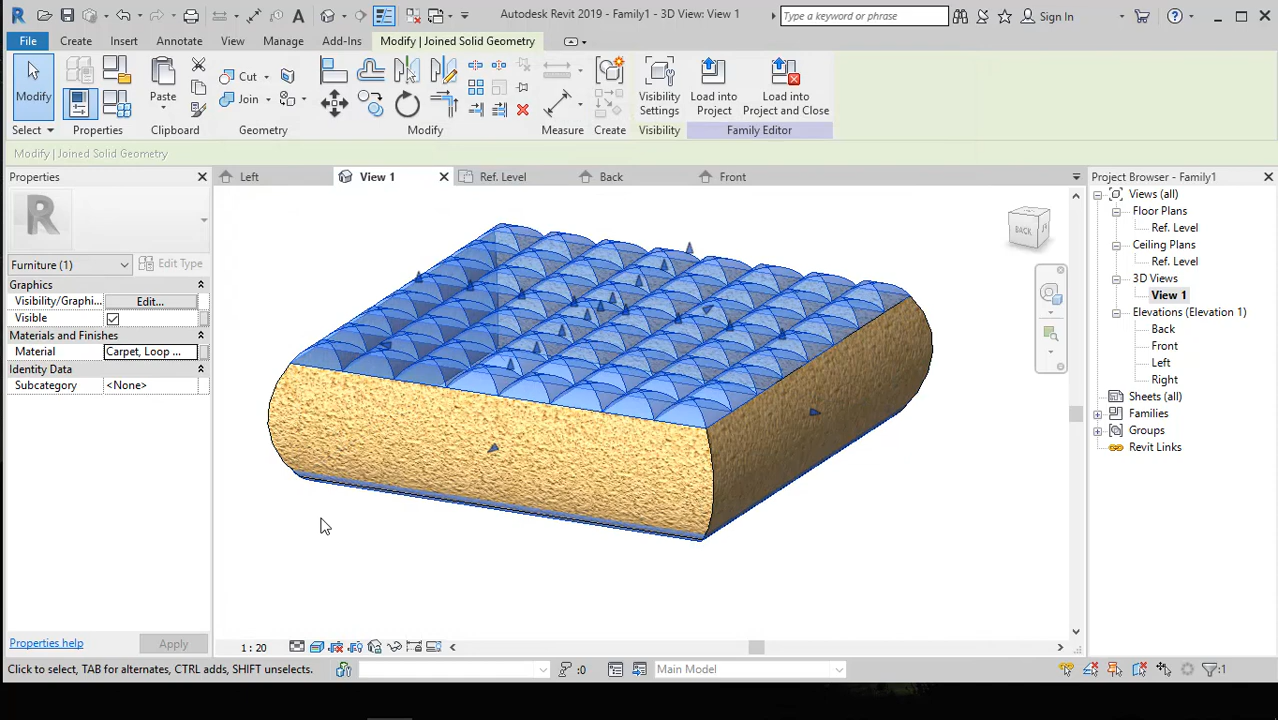 Autodesk Revit 2019 - Family1 - 3D View: View 1
Type a keyword or phrase
Sign In
File
Create
Insert
Annotate
View
Manage
Add-Ins
Modify | Joined Solid Geometry
Modify
Paste
Cut
Join
Visibility Settings
Load into Project
Load into Project and Close
Select
Properties
Clipboard
Geometry
Modify
Measure
Create
Visibility
Family Editor
Modify | Joined Solid Geometry
Properties
Left
View 1
Ref. Level
Back
Front
Project Browser - Family1
Furniture (1)
Edit Type
Graphics
Visibility/Graphi...
Edit...
Visible
Materials and Finishes
Material
Carpet, Loop ...
Identity Data
Subcategory
<None>
BACK
Views (all)
Floor Plans
Ref. Level
Ceiling Plans
Ref. Level
3D Views
View 1
Elevations (Elevation 1)
Back
Front
Left
Right
Sheets (all)
Families
Groups
Revit Links
Properties help
Apply
1 : 20
Click to select, TAB for alternates, CTRL adds, SHIFT unselects.
:0
Main Model
:1